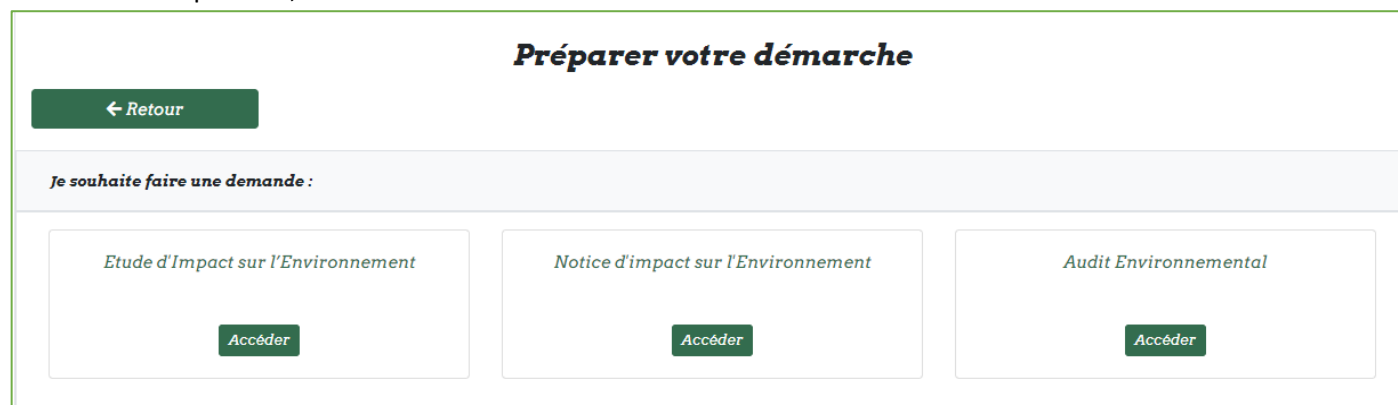 Préparer votre démarche
← Retour
Je souhaite faire une demande :
Etude d'Impact sur l'Environnement
Notice d'impact sur l'Environnement
Audit Environnemental
Accéder
Accéder
Accéder